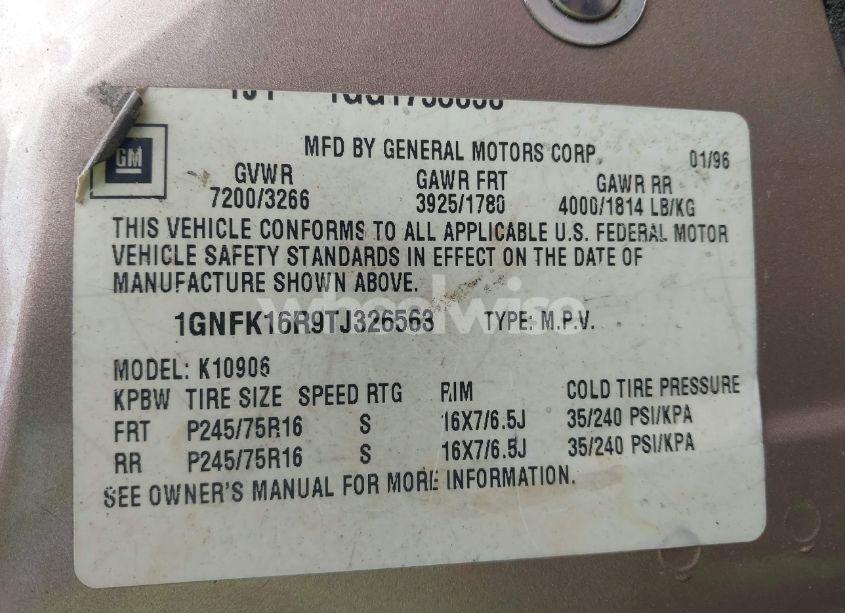 GM
MFD BY GENERAL MOTORS CORP. 01/96
GVWR GAWR FRT GAWR RR
7200/3266 3925/1780 4000/1814 LB/KG
THIS VEHICLE CONFORMS TO ALL APPLICABLE U.S. FEDERAL MOTOR
VEHICLE SAFETY STANDARDS IN EFFECT ON THE DATE OF
MANUFACTURE SHOWN ABOVE.
wheelwise
1GNFK16R9TJ326563 TYPE: M.P.V.
MODEL: K10906
KPBW TIRE SIZE SPEED RTG RIM COLD TIRE PRESSURE
FRT P245/75R16 S 16X7/6.5J 35/240 PSI/KPA
RR P245/75R16 S 16X7/6.5J 35/240 PSI/KPA
SEE OWNER'S MANUAL FOR MORE INFORMATION.